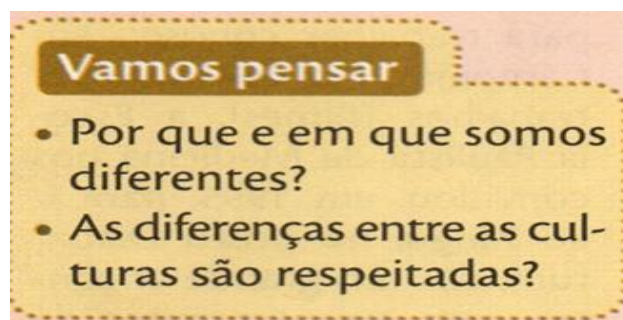 Vamos pensar
• Por que e em que somos
diferentes?
• As diferenças entre as cul-
turas são respeitadas?